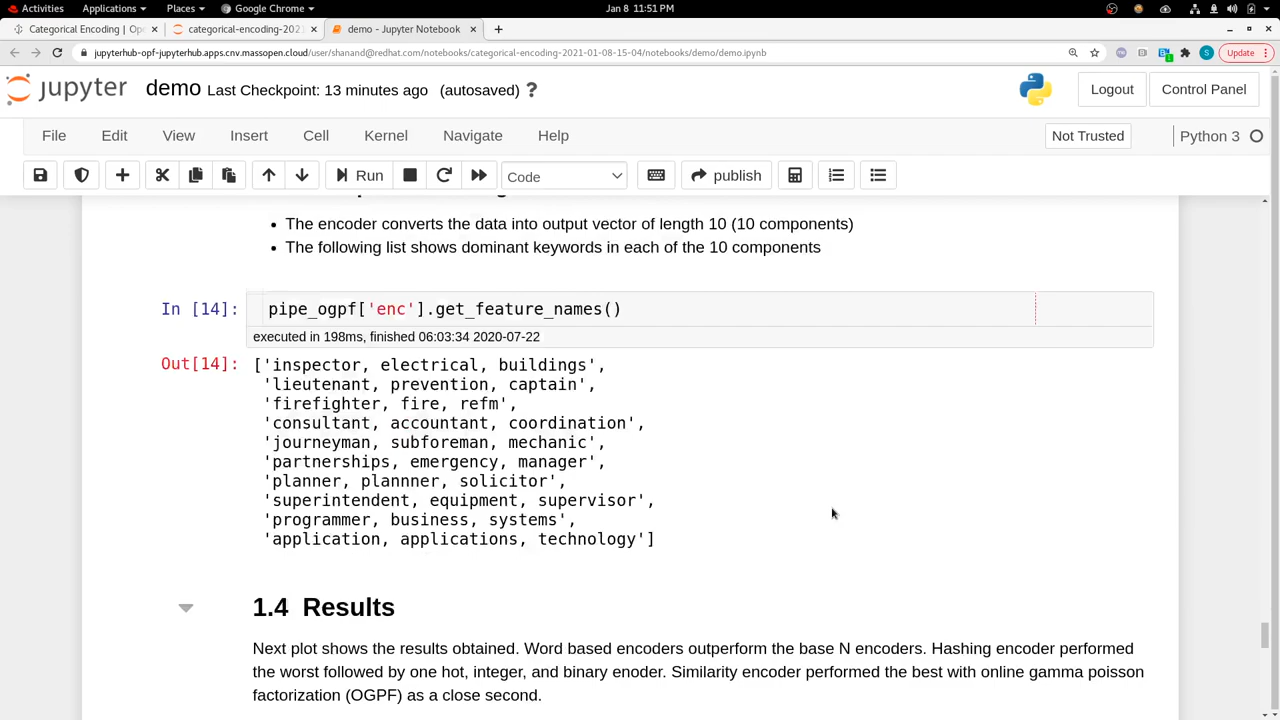 Activities Applications Places Google Chrome Jan 8 11:51 PM
Categorical Encoding | Ope categorical-encoding-202 demo - Jupyter Notebook
jupyterhub-opf-jupyterhub.apps.cnv.massopen.cloud/user/shanand@redhat.com/notebooks/categorical-encoding-2021-01-08-15-04/notebooks/demo/demo.ipynb S Update
jupyter demo Last Checkpoint: 13 minutes ago (autosaved) ? Logout Control Panel
File Edit View Insert Cell Kernel Navigate Help Not Trusted Python 3
Run Code publish
• The encoder converts the data into output vector of length 10 (10 components)
• The following list shows dominant keywords in each of the 10 components
In [14]: pipe_ogpf['enc'].get_feature_names()
executed in 198ms, finished 06:03:34 2020-07-22
Out[14]: ['inspector, electrical, buildings',
'lieutenant, prevention, captain',
'firefighter, fire, refm',
'consultant, accountant, coordination',
'journeyman, subforeman, mechanic',
'partnerships, emergency, manager',
'planner, plannner, solicitor',
'superintendent, equipment, supervisor',
'programmer, business, systems',
'application, applications, technology']
1.4 Results
Next plot shows the results obtained. Word based encoders outperform the base N encoders. Hashing encoder performed
the worst followed by one hot, integer, and binary enoder. Similarity encoder performed the best with online gamma poisson
factorization (OGPF) as a close second.